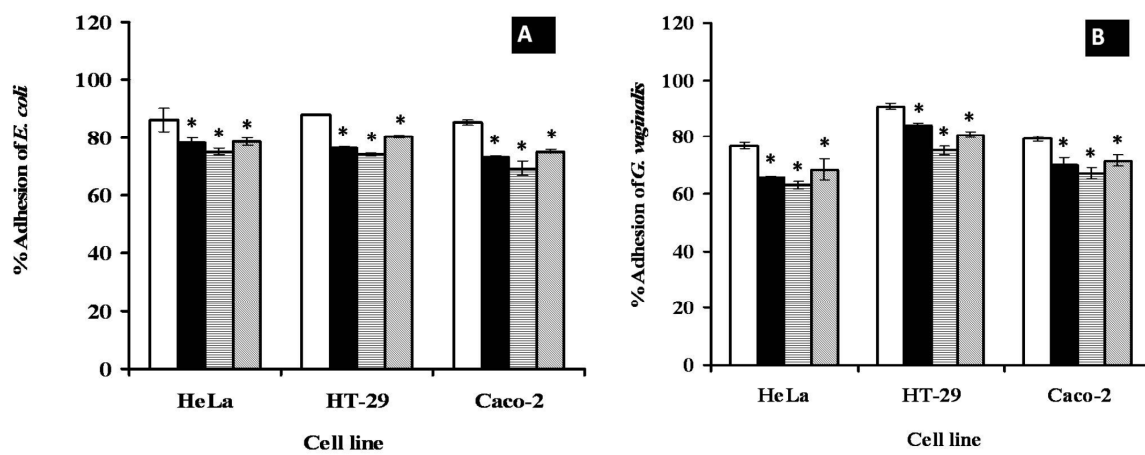 A
% Adhesion of E. coli
120
100
80
60
40
20
0
* * * * * * * * *
HeLa HT-29 Caco-2
Cell line
B
% Adhesion of G. vaginalis
120
100
80
60
40
20
0
* * * * * * * * *
HeLa HT-29 Caco-2
Cell line